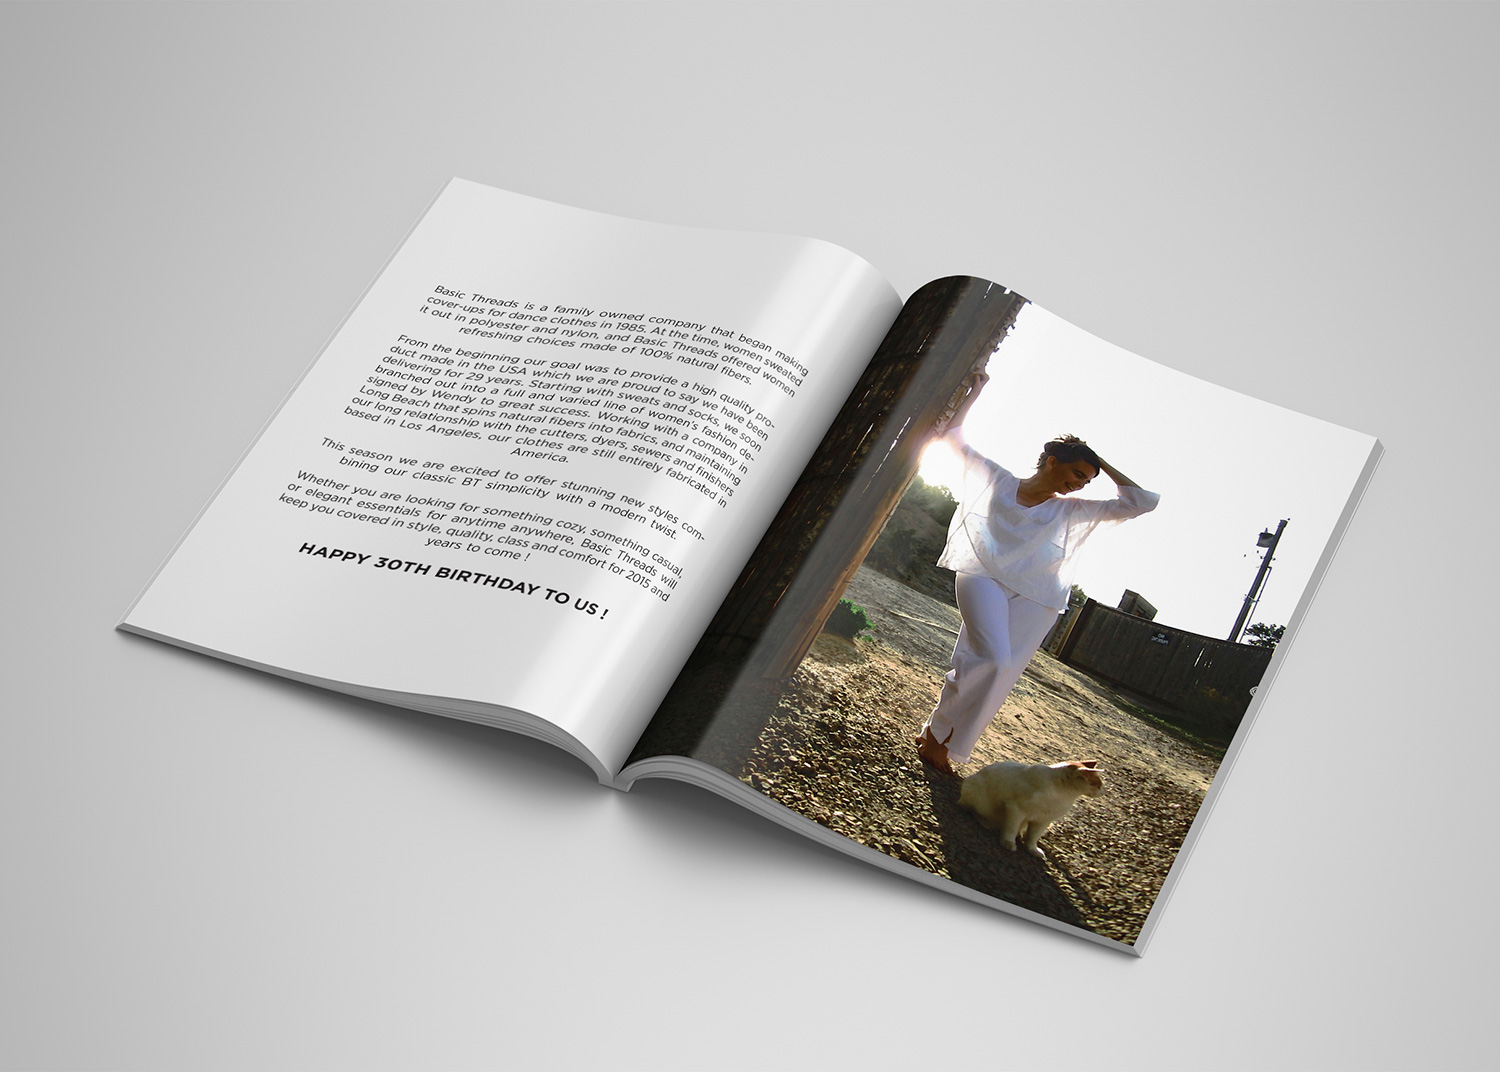 Basic Threads is a family owned company that began making
cover-ups for dance clothes in 1985. At the time, women sweated
it out in polyester and nylon, and Basic Threads offered women
refreshing choices made of 100% natural fibers.
From the beginning our goal was to provide a high quality pro-
duct made in the USA which we are proud to say we have been
delivering for 29 years. Starting with sweats and socks, we soon
branched out into a full and varied line of women's fashion de-
signed by Wendy to great success. Working with a company in
Long Beach that spins natural fibers into fabrics, and maintaining
our long relationship with the cutters, dyers, sewers and finishers
based in Los Angeles, our clothes are still entirely fabricated in
America.
This season we are excited to offer stunning new styles com-
bining our classic BT simplicity with a modern twist.
Whether you are looking for something cozy, something casual,
or elegant essentials for anytime anywhere, Basic Threads will
keep you covered in style, quality, class and comfort for 2015 and
years to come !
HAPPY 30TH BIRTHDAY TO US !